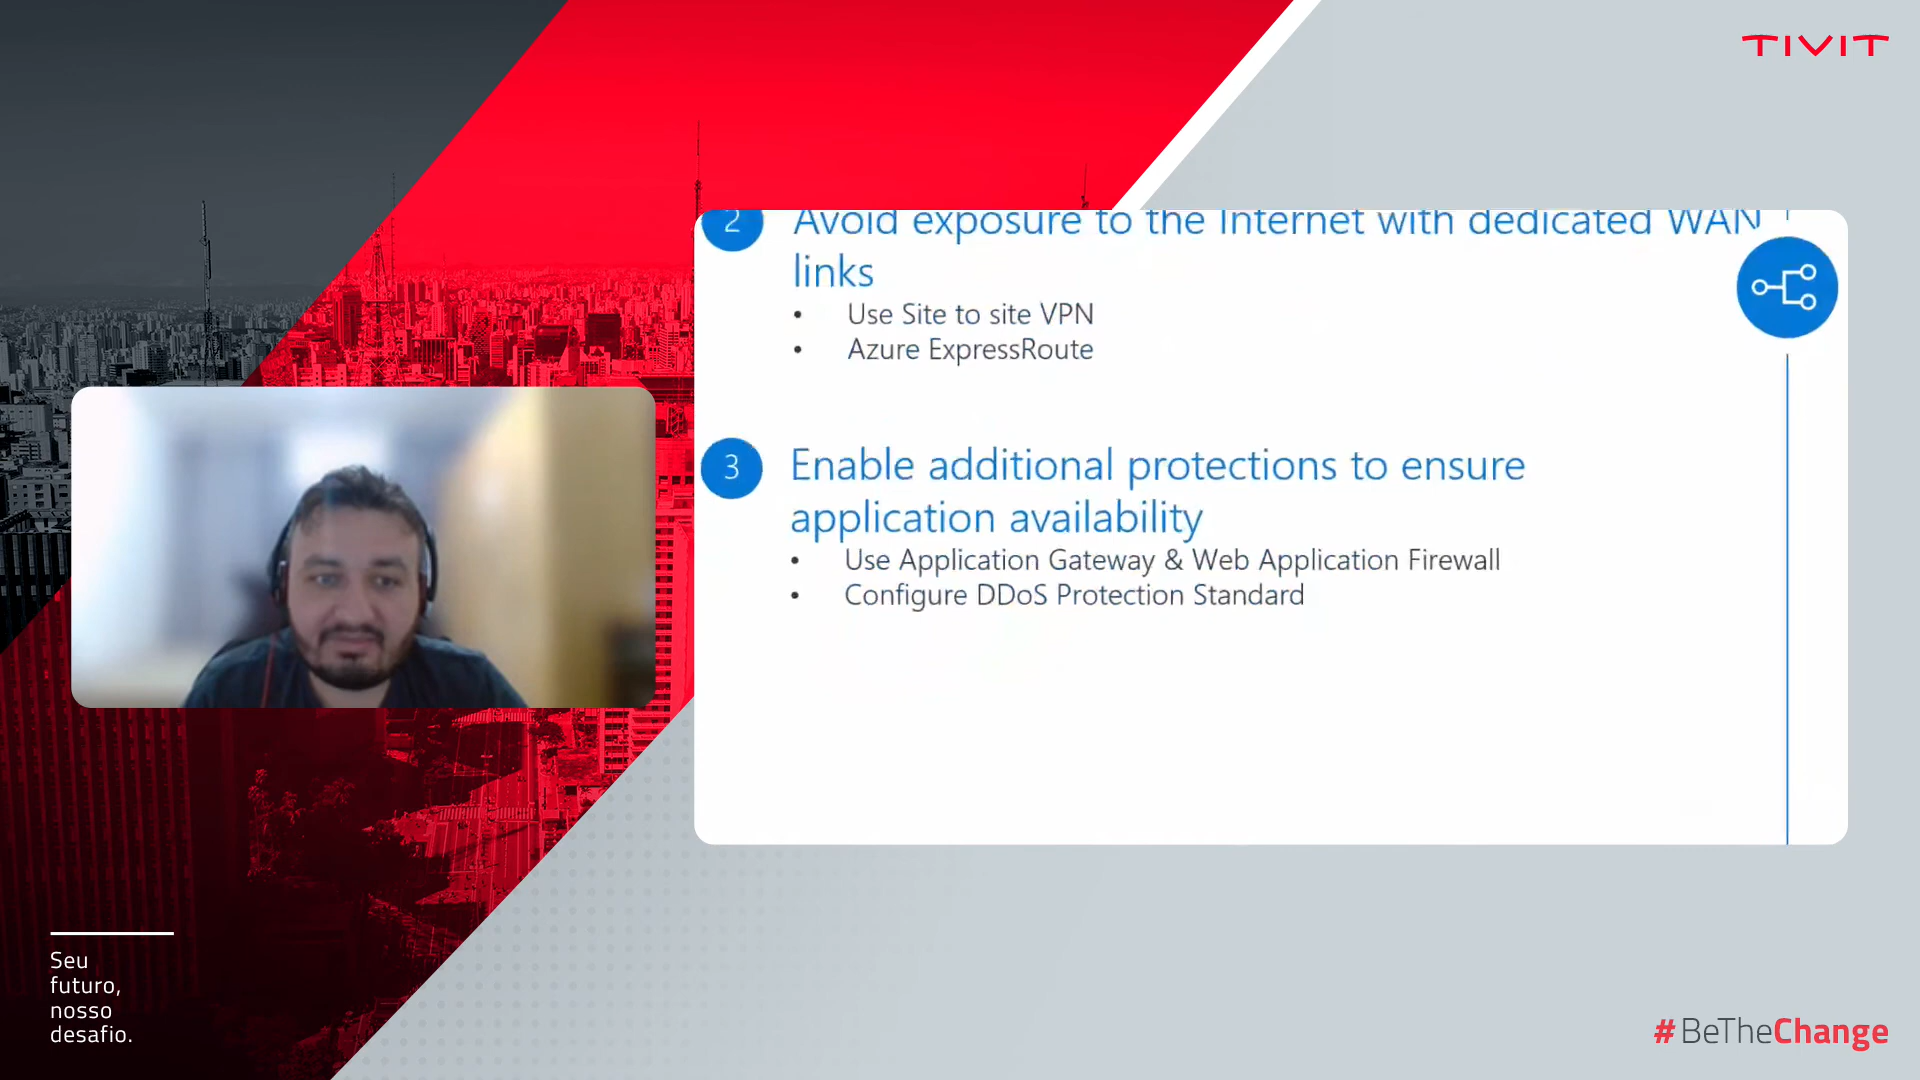 TIVIT
2 Avoid exposure to the Internet with dedicated WAN
links
• Use Site to site VPN
• Azure ExpressRoute
3 Enable additional protections to ensure
application availability
• Use Application Gateway & Web Application Firewall
• Configure DDoS Protection Standard
Seu
futuro,
nosso
desafio.
#BeTheChange